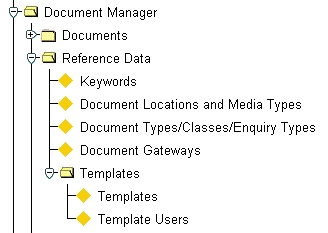 Document Manager
Documents
Reference Data
Keywords
Document Locations and Media Types
Document Types/Classes/Enquiry Types
Document Gateways
Templates
Templates
Template Users